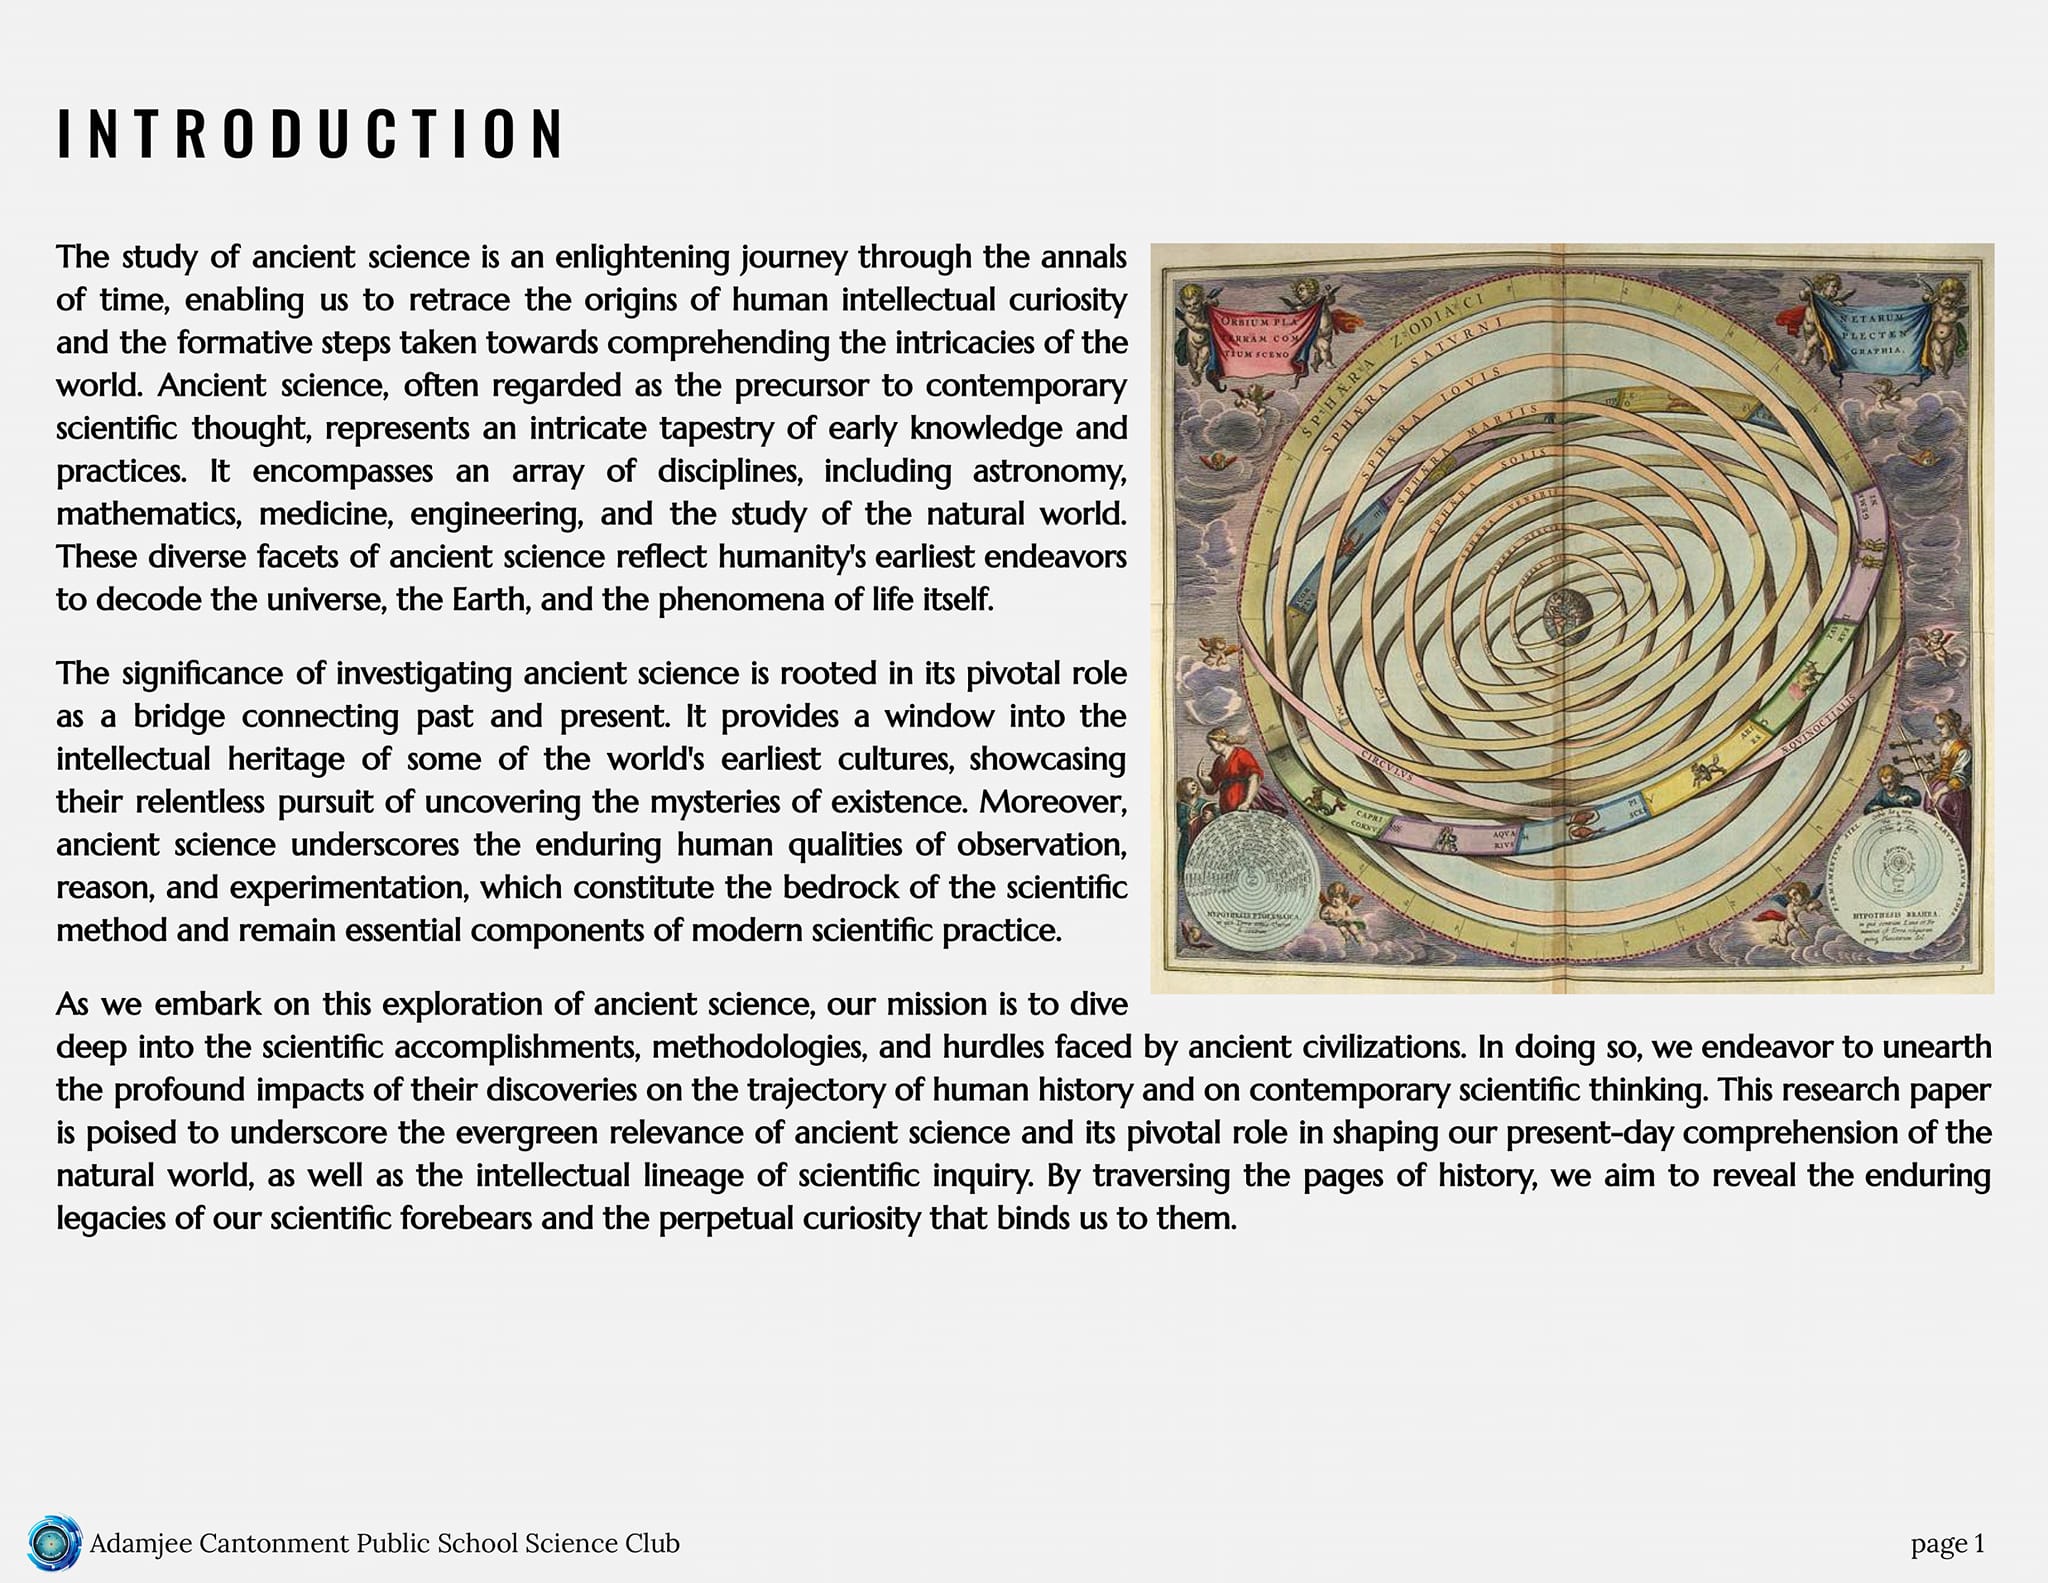 INTRODUCTION
The study of ancient science is an enlightening journey through the annals
of time, enabling us to retrace the origins of human intellectual curiosity
and the formative steps taken towards comprehending the intricacies of the
world. Ancient science, often regarded as the precursor to contemporary
scientific thought, represents an intricate tapestry of early knowledge and
practices. It encompasses an array of disciplines, including astronomy,
mathematics, medicine, engineering, and the study of the natural world.
These diverse facets of ancient science reflect humanity's earliest endeavors
to decode the universe, the Earth, and the phenomena of life itself.
The significance of investigating ancient science is rooted in its pivotal role
as a bridge connecting past and present. It provides a window into the
intellectual heritage of some of the world's earliest cultures, showcasing
their relentless pursuit of uncovering the mysteries of existence. Moreover,
ancient science underscores the enduring human qualities of observation,
reason, and experimentation, which constitute the bedrock of the scientific
method and remain essential components of modern scientific practice.
As we embark on this exploration of ancient science, our mission is to dive
deep into the scientific accomplishments, methodologies, and hurdles faced by ancient civilizations. In doing so, we endeavor to unearth
the profound impacts of their discoveries on the trajectory of human history and on contemporary scientific thinking. This research paper
is poised to underscore the evergreen relevance of ancient science and its pivotal role in shaping our present-day comprehension of the
natural world, as well as the intellectual lineage of scientific inquiry. By traversing the pages of history, we aim to reveal the enduring
legacies of our scientific forebears and the perpetual curiosity that binds us to them.
ORBIUM PLA
TERRAM COM
TIUM SCENO
NETARUM
PLECTEN
GRAPHIA.
SPHÆRA ZODIACI
SPHÆRA SATVRNI
SPHÆRA IOVIS
SPHÆRA MARTIS
SPHÆRA SOLIS
SPHÆRA VENERIS
GEMI
NI
TAV
RVS
ARI
ES
PI
SCES
AQVA
RIVS
CAPRI
CORNV
CIRCVLVS
ÆQVINOCTIALIS
HYPOTHESIS PTOLEMAICA
HYPOTHESIS BRAHEA
Adamjee Cantonment Public School Science Club
page 1